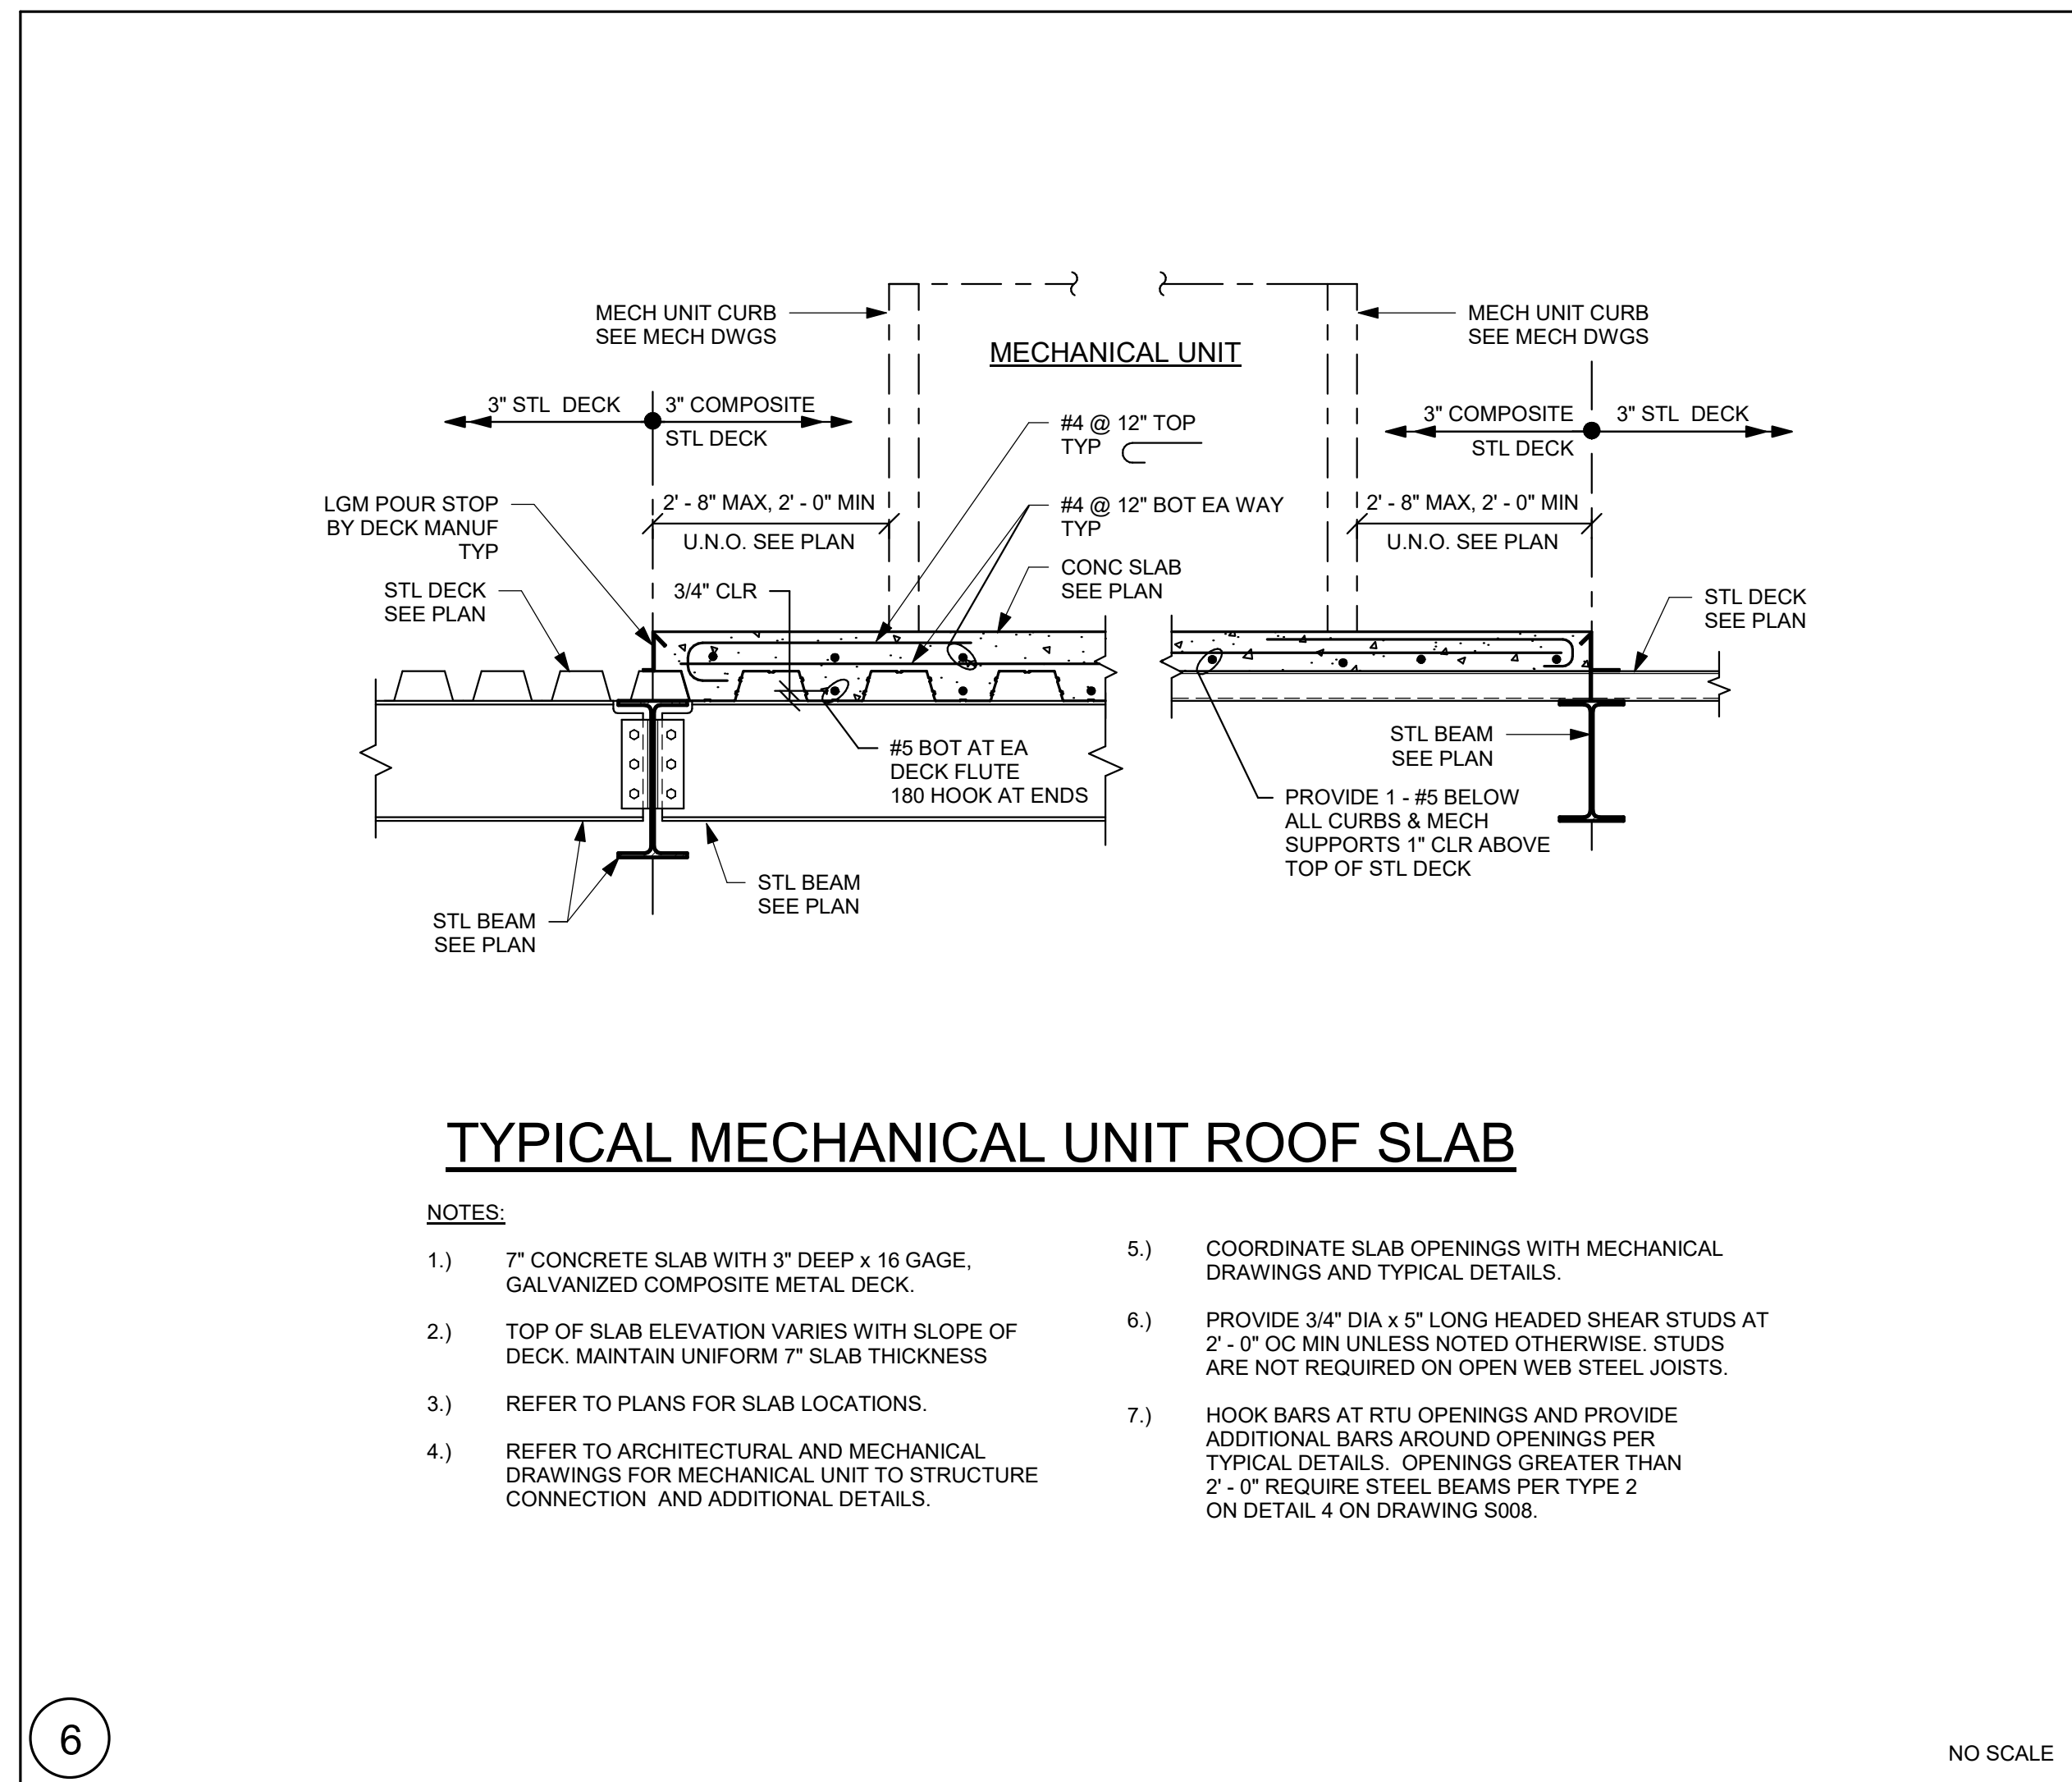 MECH UNIT CURB
SEE MECH DWGS
MECH UNIT CURB
SEE MECH DWGS
MECHANICAL UNIT
3" STL  DECK
3" COMPOSITE
STL DECK
#4 @ 12" TOP
TYP
3" COMPOSITE
STL DECK
3" STL  DECK
LGM POUR STOP
BY DECK MANUF
TYP
2' - 8" MAX, 2' - 0" MIN
U.N.O. SEE PLAN
#4 @ 12" BOT EA WAY
TYP
2' - 8" MAX, 2' - 0" MIN
U.N.O. SEE PLAN
STL DECK
SEE PLAN
3/4" CLR
CONC SLAB
SEE PLAN
STL DECK
SEE PLAN
#5 BOT AT EA
DECK FLUTE
180 HOOK AT ENDS
STL BEAM
SEE PLAN
PROVIDE 1 - #5 BELOW
ALL CURBS & MECH
SUPPORTS 1" CLR ABOVE
TOP OF STL DECK
STL BEAM
SEE PLAN
STL BEAM
SEE PLAN
TYPICAL MECHANICAL UNIT ROOF SLAB
NOTES:
1.) 7" CONCRETE SLAB WITH 3" DEEP x 16 GAGE,
GALVANIZED COMPOSITE METAL DECK.
2.) TOP OF SLAB ELEVATION VARIES WITH SLOPE OF
DECK. MAINTAIN UNIFORM 7" SLAB THICKNESS
3.) REFER TO PLANS FOR SLAB LOCATIONS.
4.) REFER TO ARCHITECTURAL AND MECHANICAL
DRAWINGS FOR MECHANICAL UNIT TO STRUCTURE
CONNECTION  AND ADDITIONAL DETAILS.
5.) COORDINATE SLAB OPENINGS WITH MECHANICAL
DRAWINGS AND TYPICAL DETAILS.
6.) PROVIDE 3/4" DIA x 5" LONG HEADED SHEAR STUDS AT
2' - 0" OC MIN UNLESS NOTED OTHERWISE. STUDS
ARE NOT REQUIRED ON OPEN WEB STEEL JOISTS.
7.) HOOK BARS AT RTU OPENINGS AND PROVIDE
ADDITIONAL BARS AROUND OPENINGS PER
TYPICAL DETAILS.  OPENINGS GREATER THAN
2' - 0" REQUIRE STEEL BEAMS PER TYPE 2
ON DETAIL 4 ON DRAWING S008.
6
NO SCALE